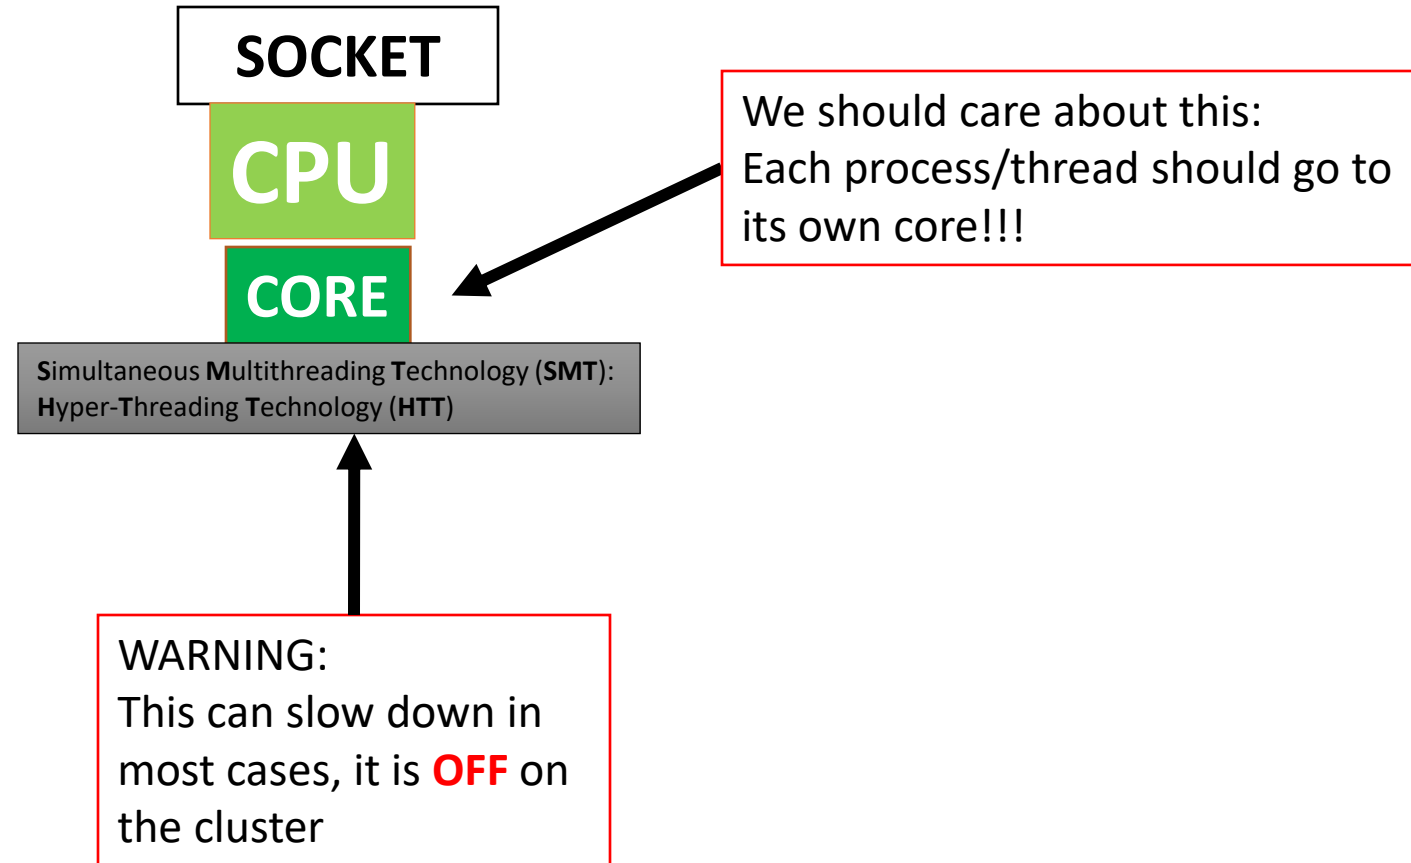 SOCKET
CPU
CORE
Simultaneous Multithreading Technology (SMT):
Hyper-Threading Technology (HTT)
We should care about this:
Each process/thread should go to
its own core!!!
WARNING:
This can slow down in
most cases, it is OFF on
the cluster